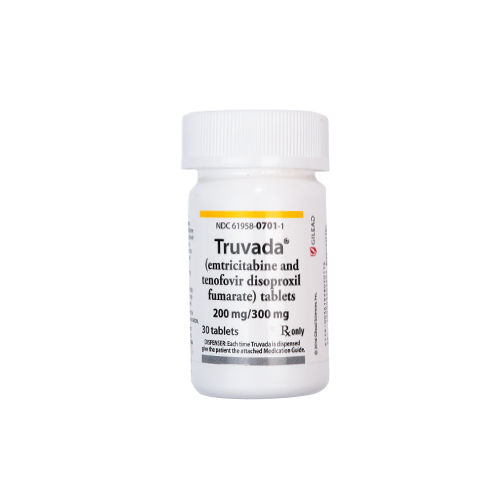 NDC 61958-0701-1
Truvada®
(emtricitabine and
tenofovir disoproxil
fumarate) tablets
200 mg/300 mg
30 tablets ℞ only
DISPENSER: Each time Truvada is dispensed
give the patient the attached Medication Guide.
GILEAD